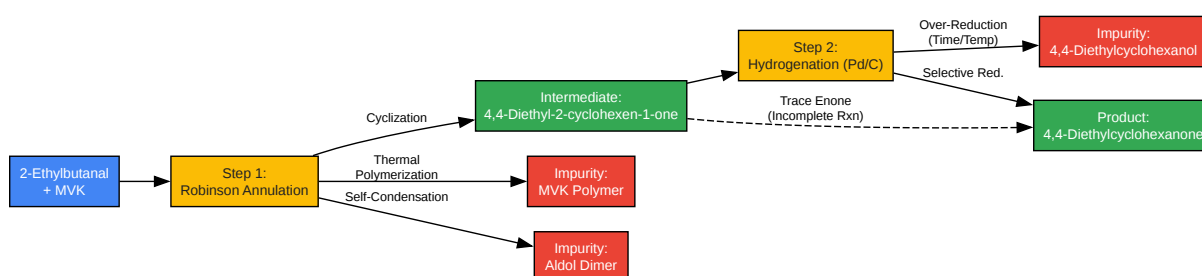 2-Ethylbutanal
+ MVK
Step 1:
Robinson Annulation
Cyclization
Thermal
Polymerization
Self-Condensation
Intermediate:
4,4-Diethyl-2-cyclohexen-1-one
Impurity:
MVK Polymer
Impurity:
Aldol Dimer
Step 2:
Hydrogenation (Pd/C)
Trace Enone
(Incomplete Rxn)
Over-Reduction
(Time/Temp)
Selective Red.
Impurity:
4,4-Diethylcyclohexanol
Product:
4,4-Diethylcyclohexanone